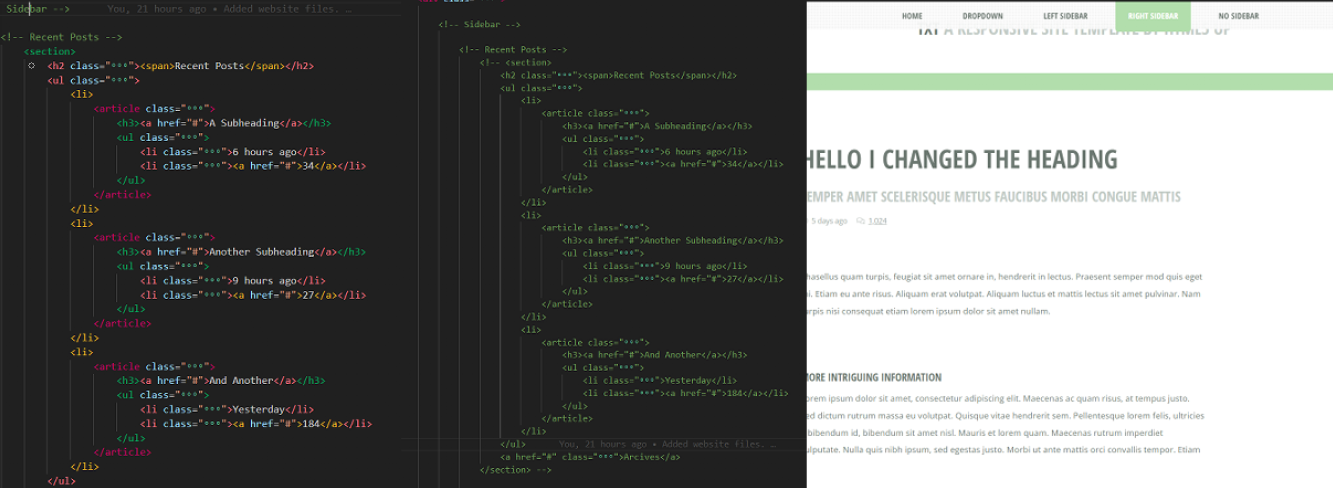 Sidebar -->
You, 21 hours ago • Added website files. …
<!-- Recent Posts -->
<section>
<h2 class="•••"><span>Recent Posts</span></h2>
<ul class="•••">
<li>
<article class="•••">
<h3><a href="#">A Subheading</a></h3>
<ul class="•••">
<li class="•••">6 hours ago</li>
<li class="•••"><a href="#">34</a></li>
</ul>
</article>
</li>
<li>
<article class="•••">
<h3><a href="#">Another Subheading</a></h3>
<ul class="•••">
<li class="•••">9 hours ago</li>
<li class="•••"><a href="#">27</a></li>
</ul>
</article>
</li>
<li>
<article class="•••">
<h3><a href="#">And Another</a></h3>
<ul class="•••">
<li class="•••">Yesterday</li>
<li class="•••"><a href="#">184</a></li>
</ul>
</article>
</li>
</ul>
<!-- Sidebar -->
<!-- Recent Posts -->
<!-- <section>
<h2 class="•••"><span>Recent Posts</span></h2>
<ul class="•••">
<li>
<article class="•••">
<h3><a href="#">A Subheading</a></h3>
<ul class="•••">
<li class="•••">6 hours ago</li>
<li class="•••"><a href="#">34</a></li>
</ul>
</article>
</li>
<li>
<article class="•••">
<h3><a href="#">Another Subheading</a></h3>
<ul class="•••">
<li class="•••">9 hours ago</li>
<li class="•••"><a href="#">27</a></li>
</ul>
</article>
</li>
<li>
<article class="•••">
<h3><a href="#">And Another</a></h3>
<ul class="•••">
<li class="•••">Yesterday</li>
<li class="•••"><a href="#">184</a></li>
</ul>
</article>
</li>
</ul> You, 21 hours ago • Added website files. …
<a href="#" class="•••">Arcives</a>
</section> -->
HOME DROPDOWN LEFT SIDEBAR RIGHT SIDEBAR NO SIDEBAR
TXT A RESPONSIVE SITE TEMPLATE BY HTML5 UP
HELLO I CHANGED THE HEADING
EMPER AMET SCELERISQUE METUS FAUCIBUS MORBI CONGUE MATTIS
5 days ago 1,024
hasellus quam turpis, feugiat sit amet ornare in, hendrerit in lectus. Praesent semper mod quis eget
i. Etiam eu ante risus. Aliquam erat volutpat. Aliquam luctus et mattis lectus sit amet pulvinar. Nam
urpis nisi consequat etiam lorem ipsum dolor sit amet nullam.
MORE INTRIGUING INFORMATION
orem ipsum dolor sit amet, consectetur adipiscing elit. Maecenas ac quam risus, at tempus justo.
ed dictum rutrum massa eu volutpat. Quisque vitae hendrerit sem. Pellentesque lorem felis, ultricies
bibendum id, bibendum sit amet nisl. Mauris et lorem quam. Maecenas rutrum imperdiet
ulputate. Nulla quis nibh ipsum, sed egestas justo. Morbi ut ante mattis orci convallis tempor. Etiam